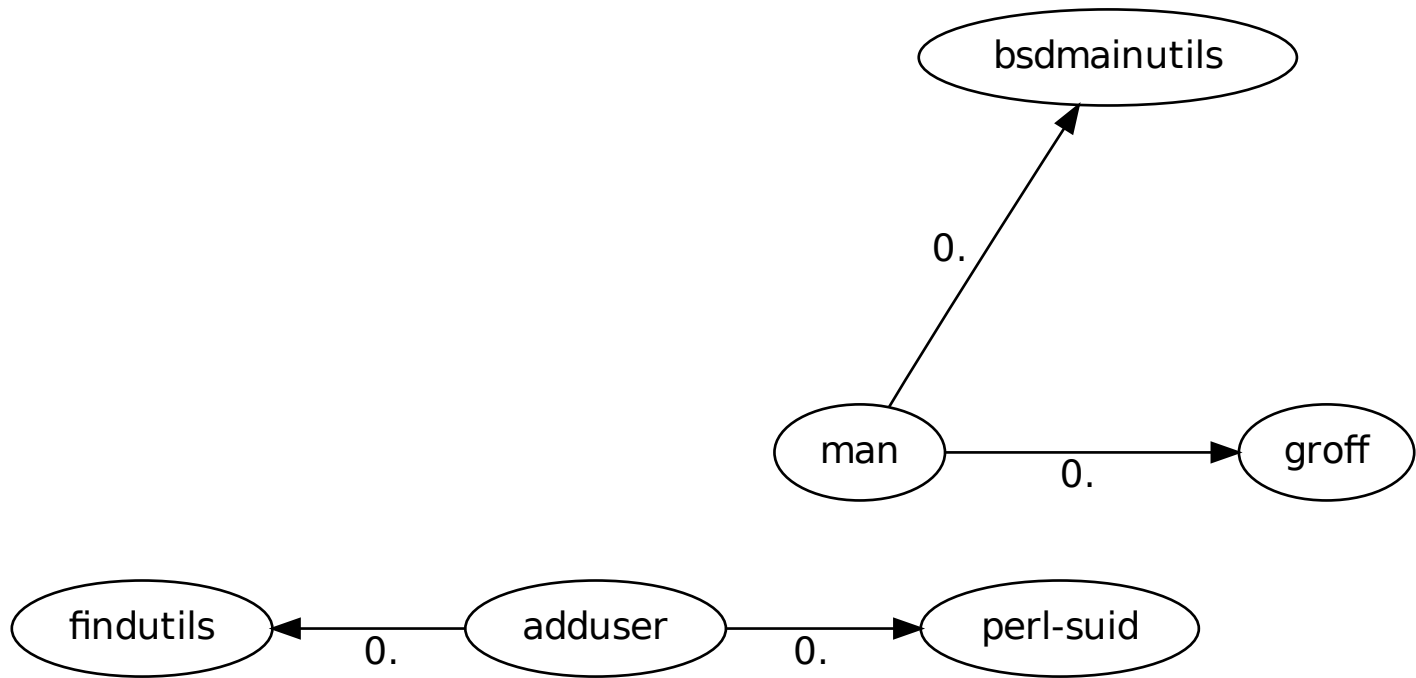 bsdmainutils
0.
man
groff
0.
findutils
adduser
perl-suid
0.
0.